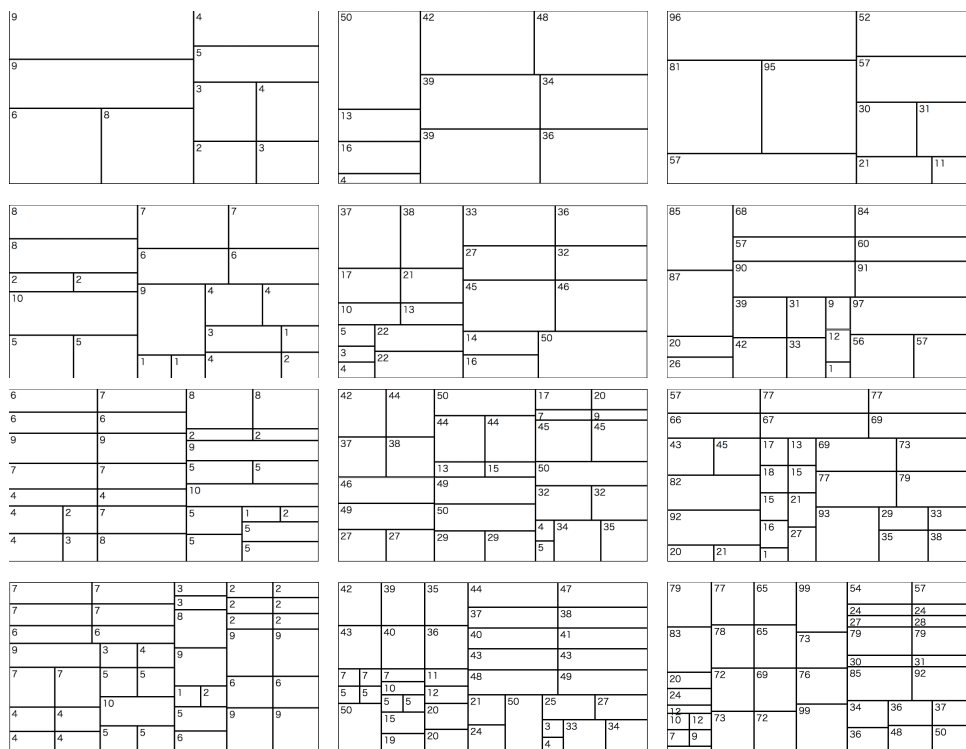 9 4
5
9
3 4
6 8
2 3
50 42 48
39 34
13
39 36
16
4
96 52
81 95 57
30 31
57 21 11
8 7 7
8
6 6
2 2
9 4 4
10
3 1
5 5
1 1 4 2
37 38 33 36
27 32
17 21
45 46
10 13
5 22
14 50
3
22 16
4
85 68 84
57 60
90 91
87
39 31 9 97
12
20 42 33 56 57
26 1
6 7 8 8
6 6
2 2
9 9
9
7 7 5 5
4 4 10
4 2 7 5 1 2
5
4 3 8 5 5
42 44 50 17 20
7 9
44 44 45 45
37 38
13 15 50
46 49
32 32
49 50
4 34 35
27 27 29 29
5
57 77 77
66 67 69
43 45 17 13 69 73
18 15
82 77 79
15 21
92 93 29 33
16
27 35 38
20 21 1
7 7 3 2 2
3
7 7 2 2
8
2 2
6 6 9 9
9 3 4 9
7 7 5 5 6 6
1 2
10
4 4 5 9 9
4 4 5 5 6
42 39 35 44 47
37 38
43 40 36 40 41
43 43
7 7 7 11 48 49
10
5 5 12
5 5 21 50 25 27
50 20
15
3 33 34
19 20 24
4
79 77 65 99 54 57
24 24
27 28
83 78 65 79 79
73
30 31
20 72 69 76 85 92
24
12 34 36 37
10 12 73 72 99
7 9 36 48 50